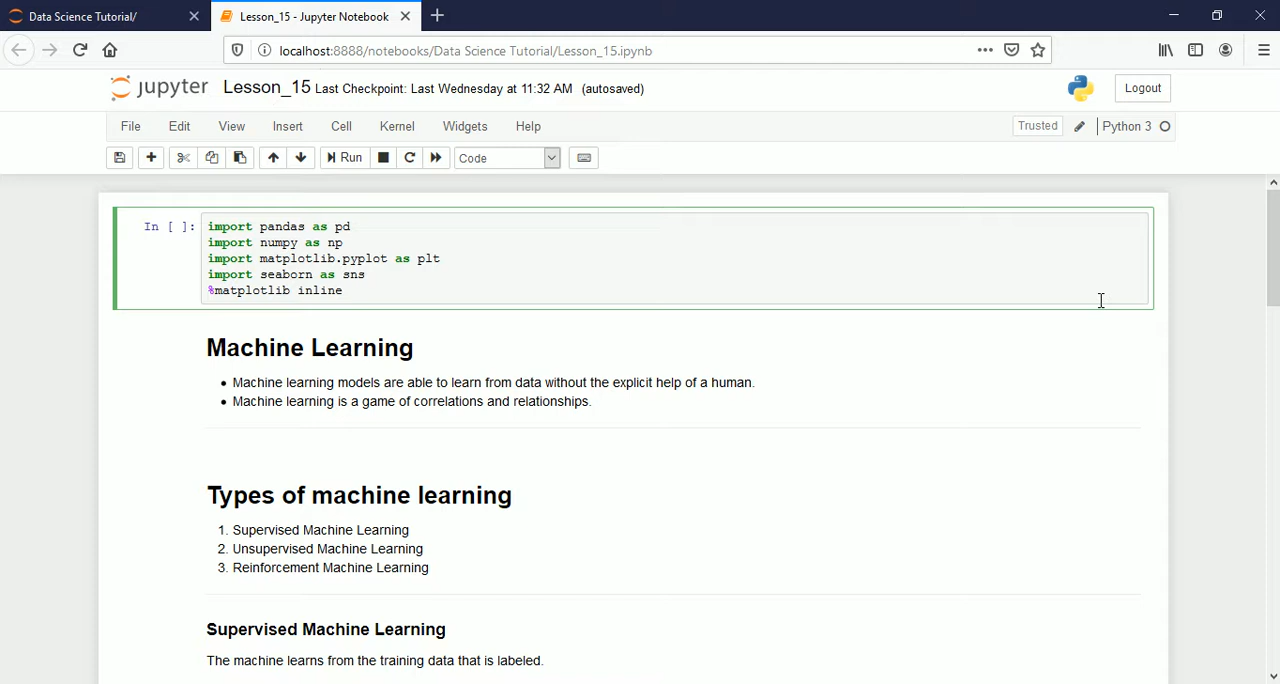 Data Science Tutorial/
Lesson_15 - Jupyter Notebook
localhost:8888/notebooks/Data Science Tutorial/Lesson_15.ipynb
jupyter Lesson_15 Last Checkpoint: Last Wednesday at 11:32 AM (autosaved)
Logout
File Edit View Insert Cell Kernel Widgets Help
Trusted Python 3
Run Code
In [ ]: import pandas as pd
import numpy as np
import matplotlib.pyplot as plt
import seaborn as sns
%matplotlib inline
Machine Learning
• Machine learning models are able to learn from data without the explicit help of a human.
• Machine learning is a game of correlations and relationships.
Types of machine learning
1. Supervised Machine Learning
2. Unsupervised Machine Learning
3. Reinforcement Machine Learning
Supervised Machine Learning
The machine learns from the training data that is labeled.